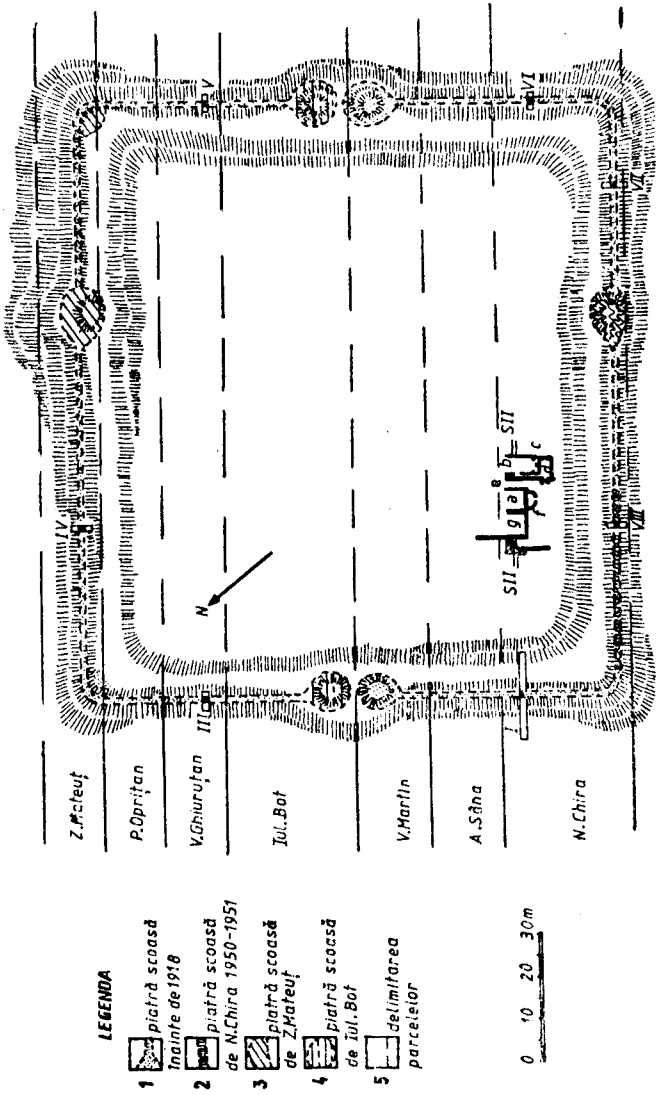 LEGENDA
1 piatră scoasă
înainte de 1918
2 piatră scoasă
de N.Chira 1950-1951
3 piatră scoasă
de Z.Mateuț
4 piatră scoasă
de Iul.Bot
5 delimitarea
parcelelor
0 10 20 30m
Z.Mateuț
P.Oprițan
V.Ghiuruțan
Iul.Bot
V.Martin
A.Sâna
N.Chira
N
I
III
IV
V
VI
VII
VIII
SII
SII
a
b
c
e
g